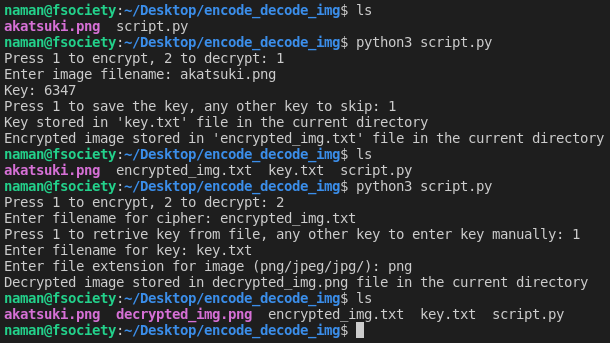 naman@fsociety:~/Desktop/encode_decode_img$ ls
akatsuki.png  script.py
naman@fsociety:~/Desktop/encode_decode_img$ python3 script.py
Press 1 to encrypt, 2 to decrypt: 1
Enter image filename: akatsuki.png
Key: 6347
Press 1 to save the key, any other key to skip: 1
Key stored in 'key.txt' file in the current directory
Encrypted image stored in 'encrypted_img.txt' file in the current directory
naman@fsociety:~/Desktop/encode_decode_img$ ls
akatsuki.png  encrypted_img.txt  key.txt  script.py
naman@fsociety:~/Desktop/encode_decode_img$ python3 script.py
Press 1 to encrypt, 2 to decrypt: 2
Enter filename for cipher: encrypted_img.txt
Press 1 to retrive key from file, any other key to enter key manually: 1
Enter filename for key: key.txt
Enter file extension for image (png/jpeg/jpg/): png
Decrypted image stored in decrypted_img.png file in the current directory
naman@fsociety:~/Desktop/encode_decode_img$ ls
akatsuki.png  decrypted_img.png  encrypted_img.txt  key.txt  script.py
naman@fsociety:~/Desktop/encode_decode_img$